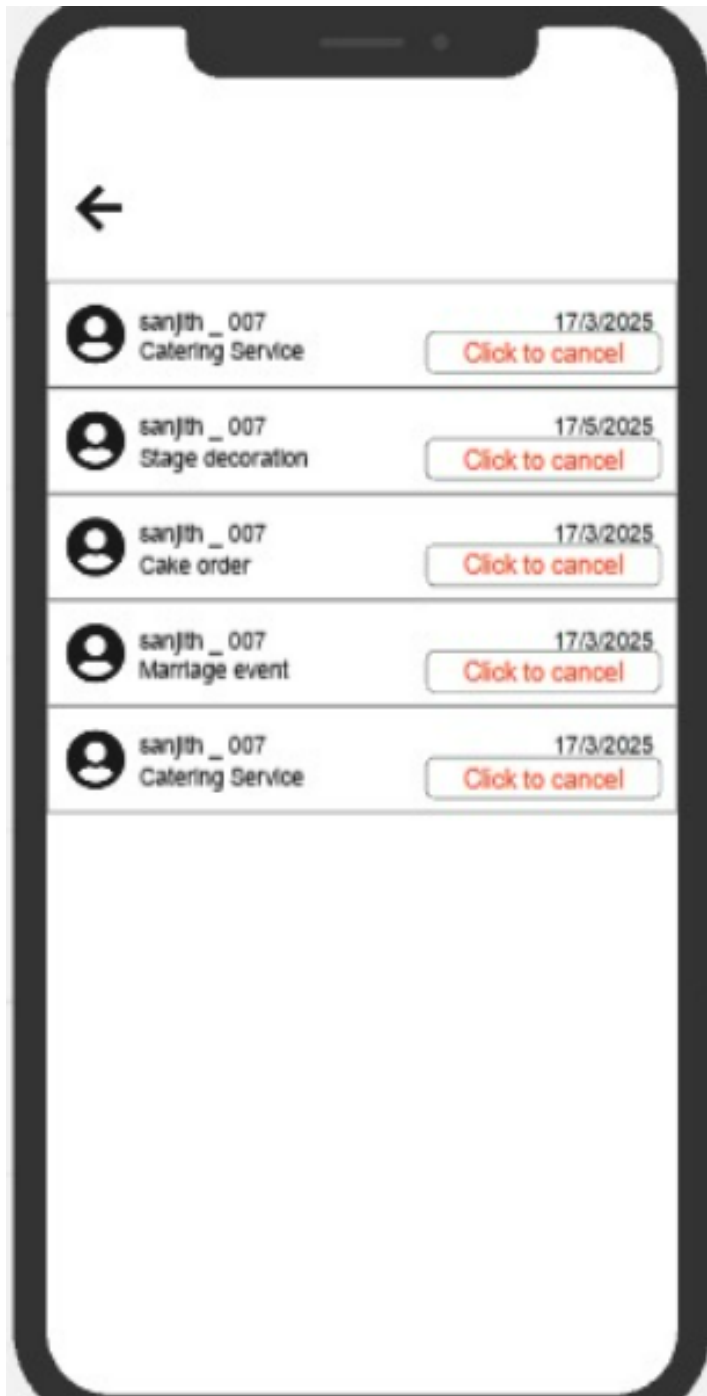 sanjith _ 007
17/3/2025
Catering Service
Click to cancel
sanjith _ 007
17/5/2025
Stage decoration
Click to cancel
sanjith _ 007
17/3/2025
Cake order
Click to cancel
sanjith _ 007
17/3/2025
Marriage event
Click to cancel
sanjith _ 007
17/3/2025
Catering Service
Click to cancel